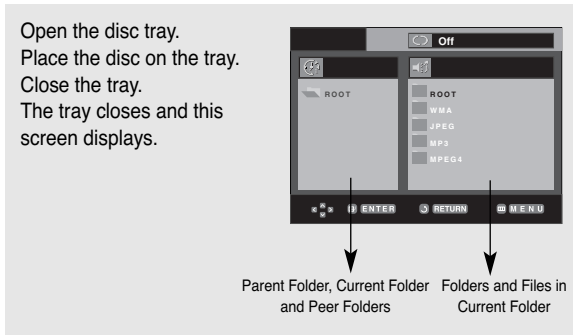 Open the disc tray.
Place the disc on the tray.
Close the tray.
The tray closes and this
screen displays.
Off
ROOT
ROOT
WMA
JPEG
MP3
MPEG4
ENTER
RETURN
MENU
Parent Folder, Current Folder
and Peer Folders
Folders and Files in
Current Folder